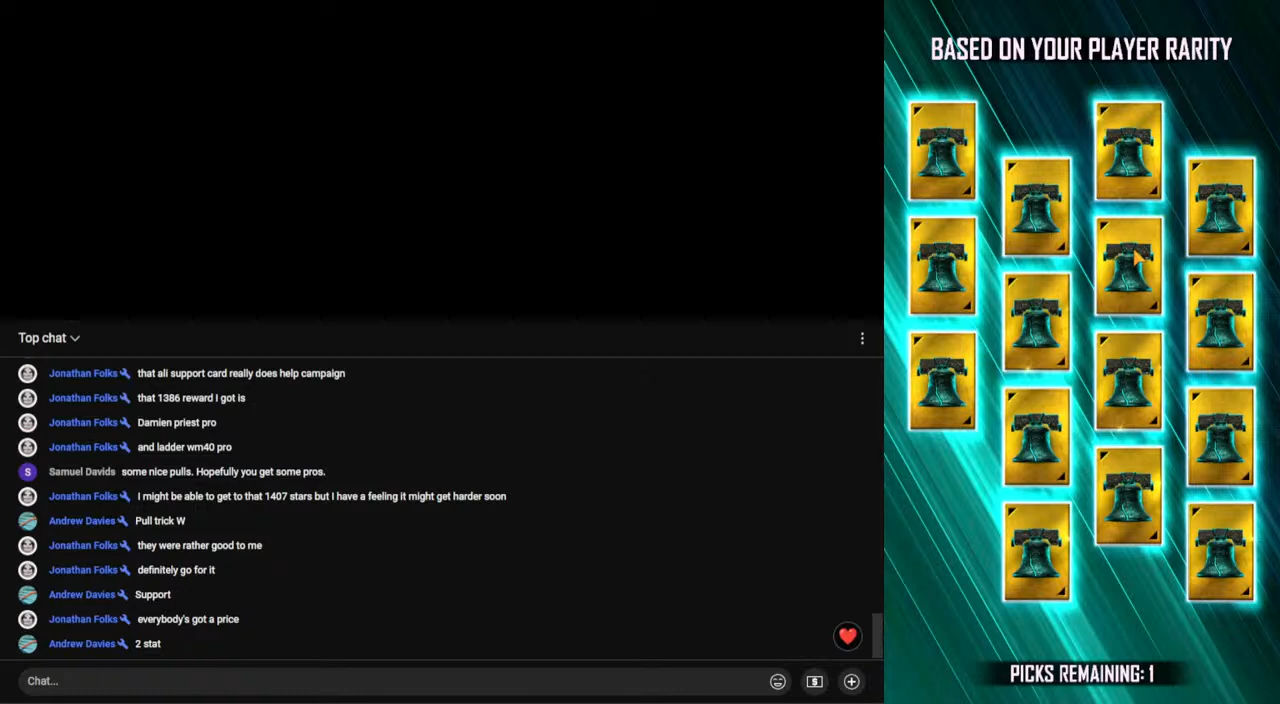 BASED ON YOUR PLAYER RARITY
Top chat
Jonathan Folks that ali support card really does help campaign
Jonathan Folks that 1386 reward I got is
Jonathan Folks Damien priest pro
Jonathan Folks and ladder wm40 pro
S Samuel Davids some nice pulls. Hopefully you get some pros.
Jonathan Folks I might be able to get to that 1407 stars but I have a feeling it might get harder soon
Andrew Davies Pull trick W
Jonathan Folks they were rather good to me
Jonathan Folks definitely go for it
Andrew Davies Support
Jonathan Folks everybody's got a price
Andrew Davies 2 stat
Chat...
PICKS REMAINING: 1